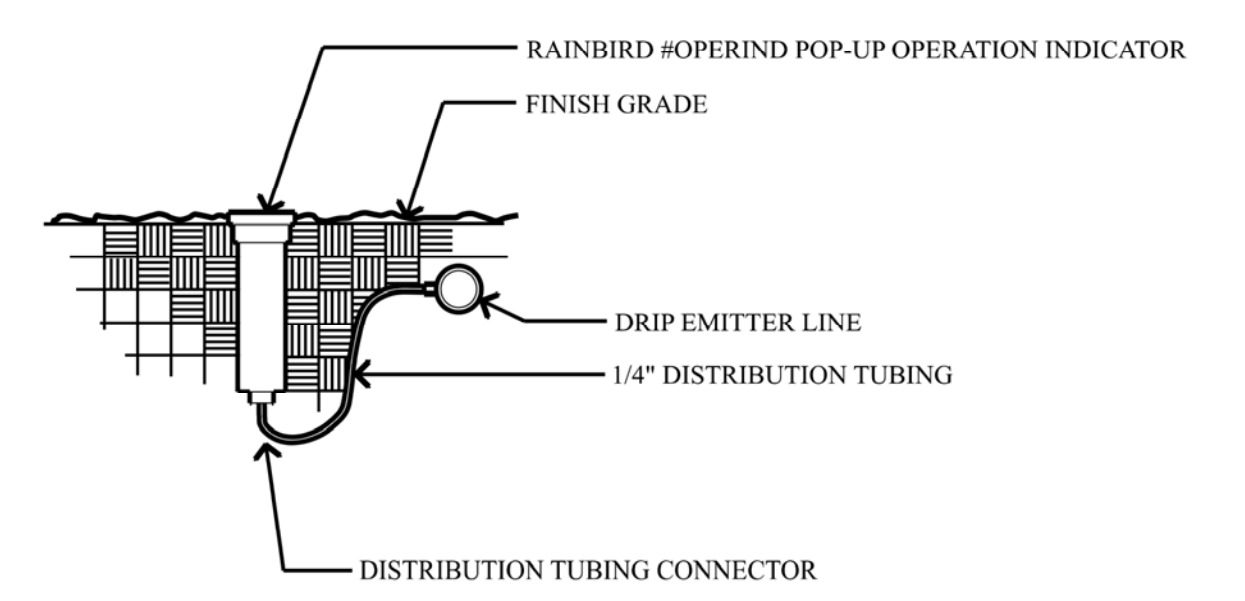 RAINBIRD #OPERIND POP-UP OPERATION INDICATOR
FINISH GRADE
DRIP EMITTER LINE
1/4" DISTRIBUTION TUBING
DISTRIBUTION TUBING CONNECTOR